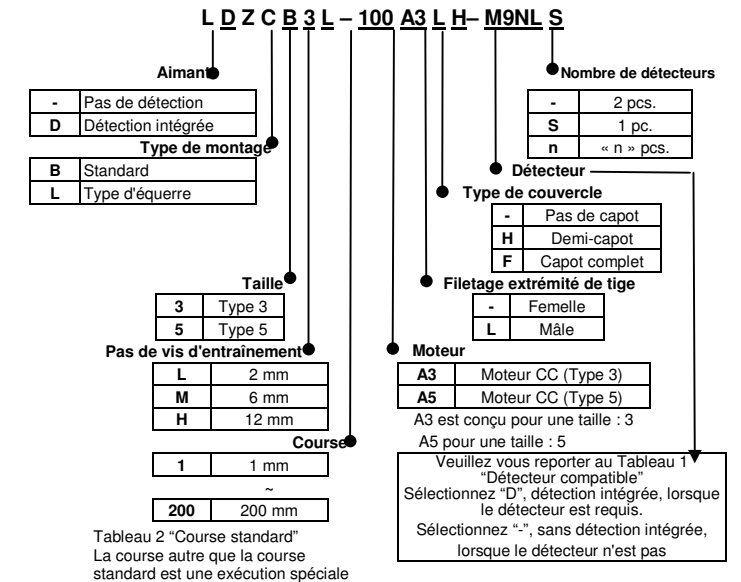 L D Z C B 3 L – 100 A3 L H– M9NL S
Aimant
- Pas de détection
D Détection intégrée
Type de montage
B Standard
L Type d'équerre
Taille
3 Type 3
5 Type 5
Pas de vis d'entraînement
L 2 mm
M 6 mm
H 12 mm
Course
1 1 mm
~
200 200 mm
Tableau 2 “Course standard”
La course autre que la course
standard est une exécution spéciale
Nombre de détecteurs
- 2 pcs.
S 1 pc.
n « n » pcs.
Détecteur
Type de couvercle
- Pas de capot
H Demi-capot
F Capot complet
Filetage extrémité de tige
- Femelle
L Mâle
Moteur
A3 Moteur CC (Type 3)
A5 Moteur CC (Type 5)
A3 est conçu pour une taille : 3
A5 pour une taille : 5
Veuillez vous reporter au Tableau 1
“Détecteur compatible”
Sélectionnez “D”, détection intégrée, lorsque
le détecteur est requis.
Sélectionnez “-”, sans détection intégrée,
lorsque le détecteur n'est pas